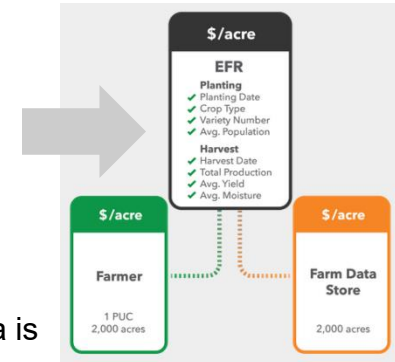 $/acre
EFR
Planting
✓ Planting Date
✓ Crop Type
✓ Variety Number
✓ Avg. Population
Harvest
✓ Harvest Date
✓ Total Production
✓ Avg. Yield
✓ Avg. Moisture
$/acre
Farmer
1 PUC
2,000 acres
$/acre
Farm Data
Store
2,000 acres
a is